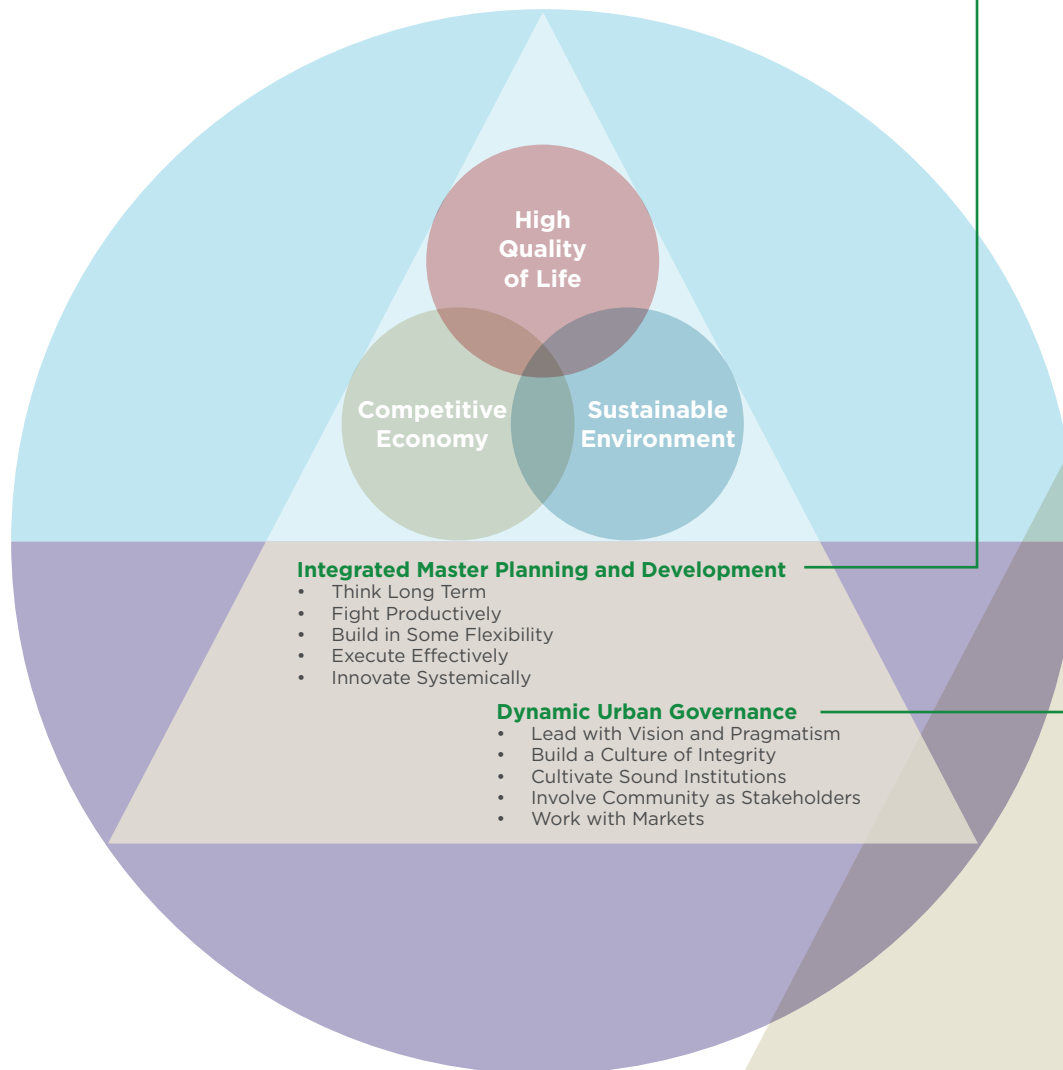 High
Quality
of Life
Competitive
Economy
Sustainable
Environment
Integrated Master Planning and Development
• Think Long Term
• Fight Productively
• Build in Some Flexibility
• Execute Effectively
• Innovate Systemically
Dynamic Urban Governance
• Lead with Vision and Pragmatism
• Build a Culture of Integrity
• Cultivate Sound Institutions
• Involve Community as Stakeholders
• Work with Markets